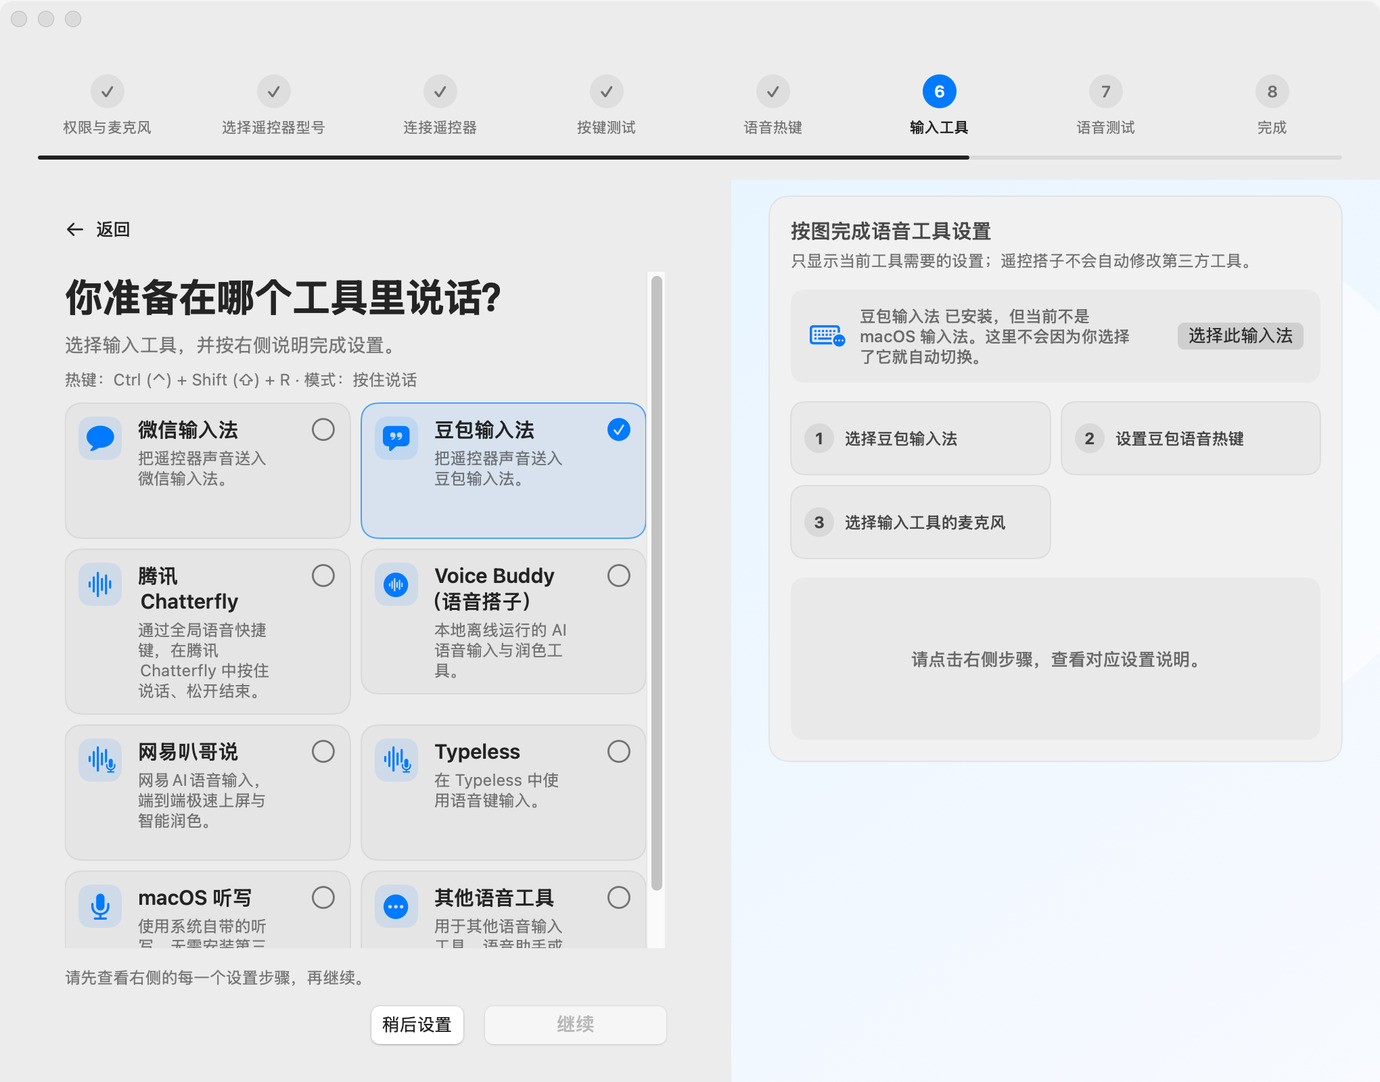 权限与麦克风
选择遥控器型号
连接遥控器
按键测试
语音热键
6
输入工具
7
语音测试
8
完成
返回
你准备在哪个工具里说话?
选择输入工具，并按右侧说明完成设置。
热键：Ctrl (^) + Shift (⇧) + R · 模式：按住说话
微信输入法
把遥控器声音送入
微信输入法。
豆包输入法
把遥控器声音送入
豆包输入法。
腾讯
Chatterfly
通过全局语音快捷
键，在腾讯
Chatterfly 中按住
说话、松开结束。
Voice Buddy
(语音搭子)
本地离线运行的 AI
语音输入与润色工
具。
网易叭哥说
网易 AI 语音输入，
端到端极速上屏与
智能润色。
Typeless
在 Typeless 中使
用语音键输入。
macOS 听写
使用系统自带的听
写，无需安装第三
其他语音工具
用于其他语音输入
工具、语音助手或
请先查看右侧的每一个设置步骤，再继续。
稍后设置
继续
按图完成语音工具设置
只显示当前工具需要的设置；遥控搭子不会自动修改第三方工具。
豆包输入法 已安装，但当前不是
macOS 输入法。这里不会因为你选择
了它就自动切换。
选择此输入法
1 选择豆包输入法
2 设置豆包语音热键
3 选择输入工具的麦克风
请点击右侧步骤，查看对应设置说明。